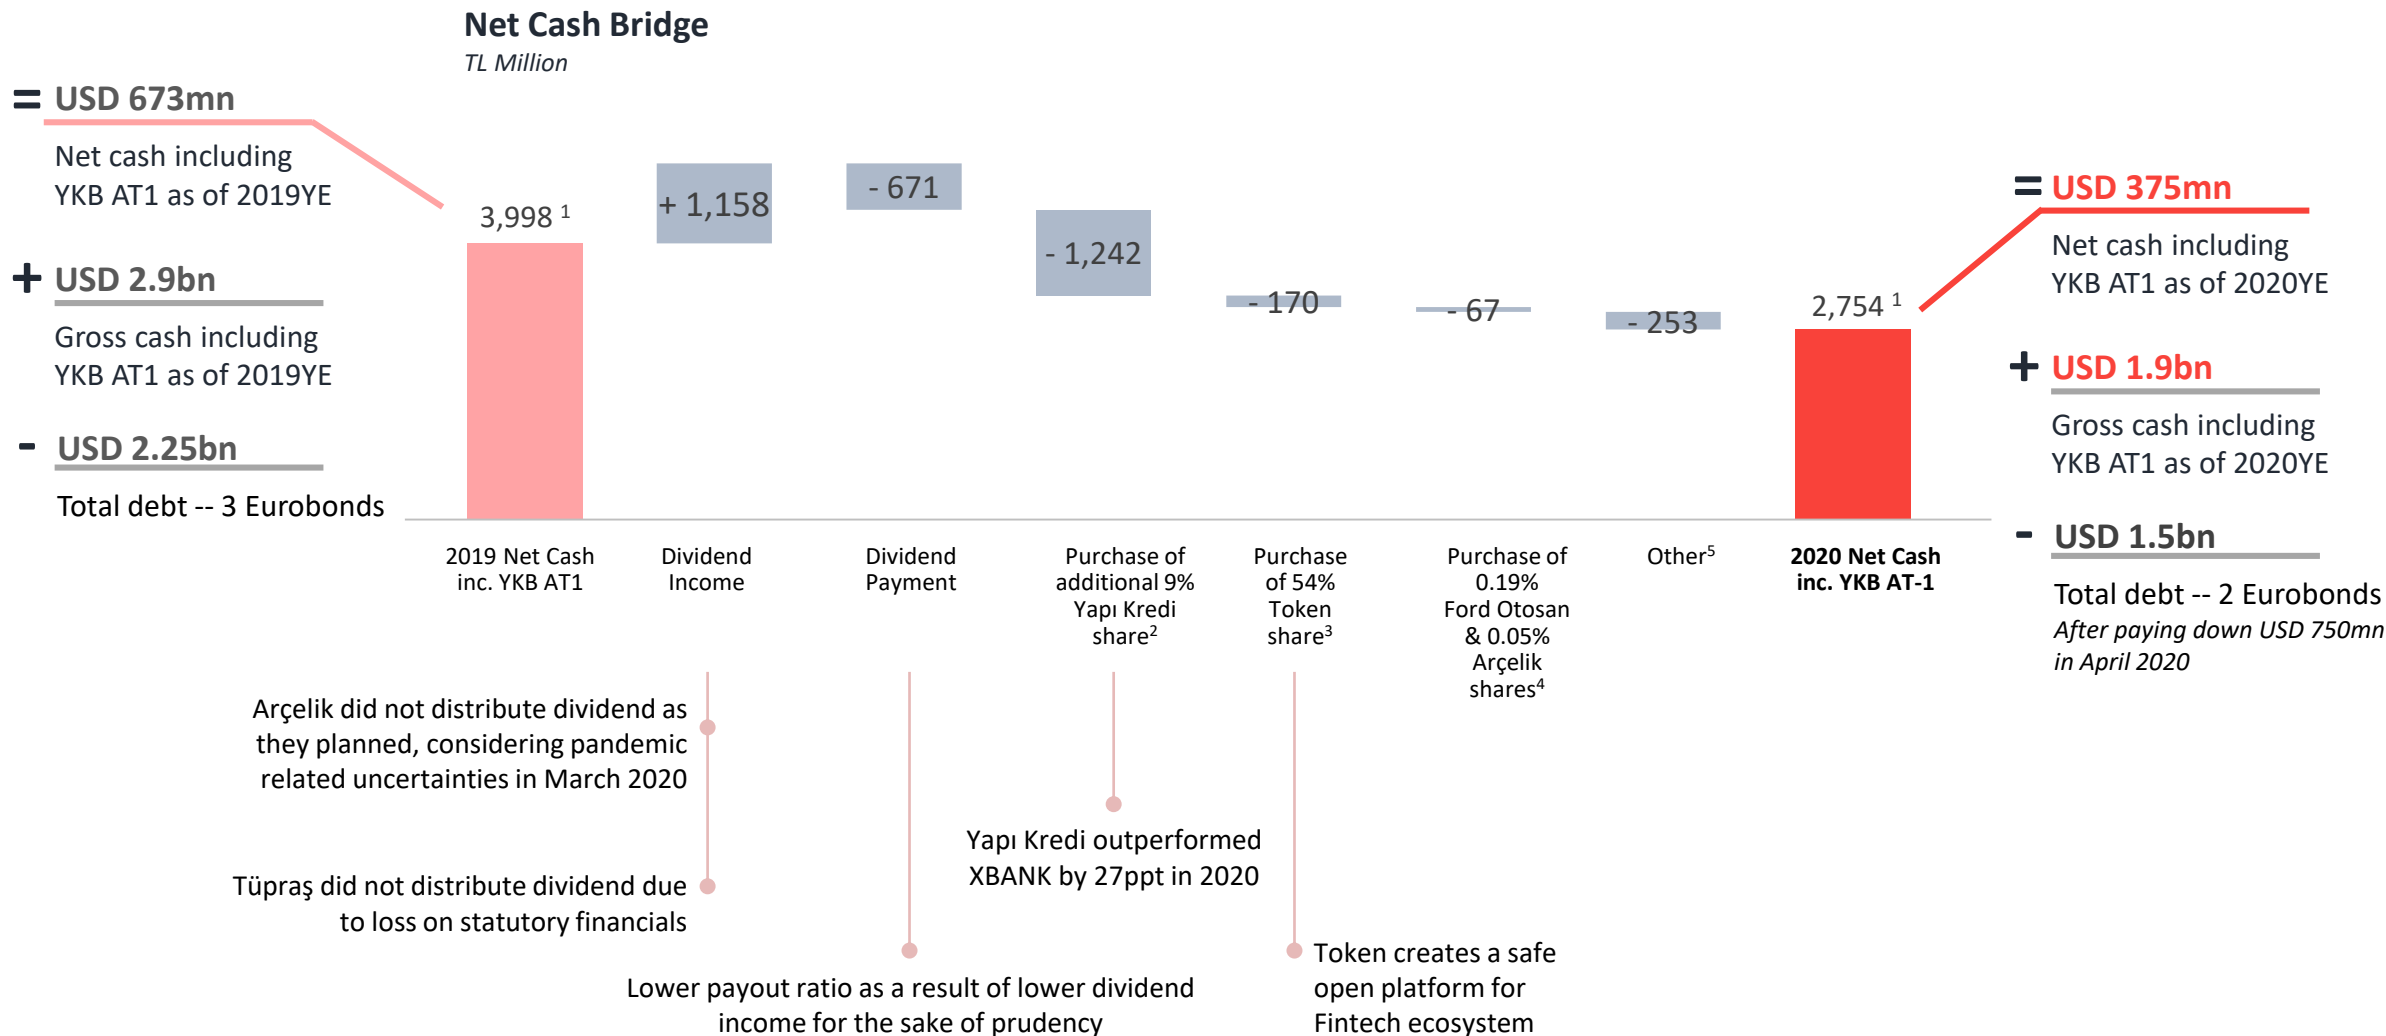 Net Cash Bridge
TL Million
= USD 673mn
Net cash including
YKB AT1 as of 2019YE
+ USD 2.9bn
Gross cash including
YKB AT1 as of 2019YE
- USD 2.25bn
Total debt -- 3 Eurobonds
3,998 ¹
+ 1,158
- 671
- 1,242
- 170
- 67
- 253
2,754 ¹
2019 Net Cash
inc. YKB AT1
Dividend
Income
Dividend
Payment
Purchase of
additional 9%
Yapı Kredi
share²
Purchase
of 54%
Token
share³
Purchase of
0.19%
Ford Otosan
& 0.05%
Arçelik
shares⁴
Other⁵
2020 Net Cash
inc. YKB AT-1
= USD 375mn
Net cash including
YKB AT1 as of 2020YE
+ USD 1.9bn
Gross cash including
YKB AT1 as of 2020YE
- USD 1.5bn
Total debt -- 2 Eurobonds
After paying down USD 750mn
in April 2020
Arçelik did not distribute dividend as
they planned, considering pandemic
related uncertainties in March 2020
Tüpraş did not distribute dividend due
to loss on statutory financials
Lower payout ratio as a result of lower dividend
income for the sake of prudency
Yapı Kredi outperformed
XBANK by 27ppt in 2020
Token creates a safe
open platform for
Fintech ecosystem